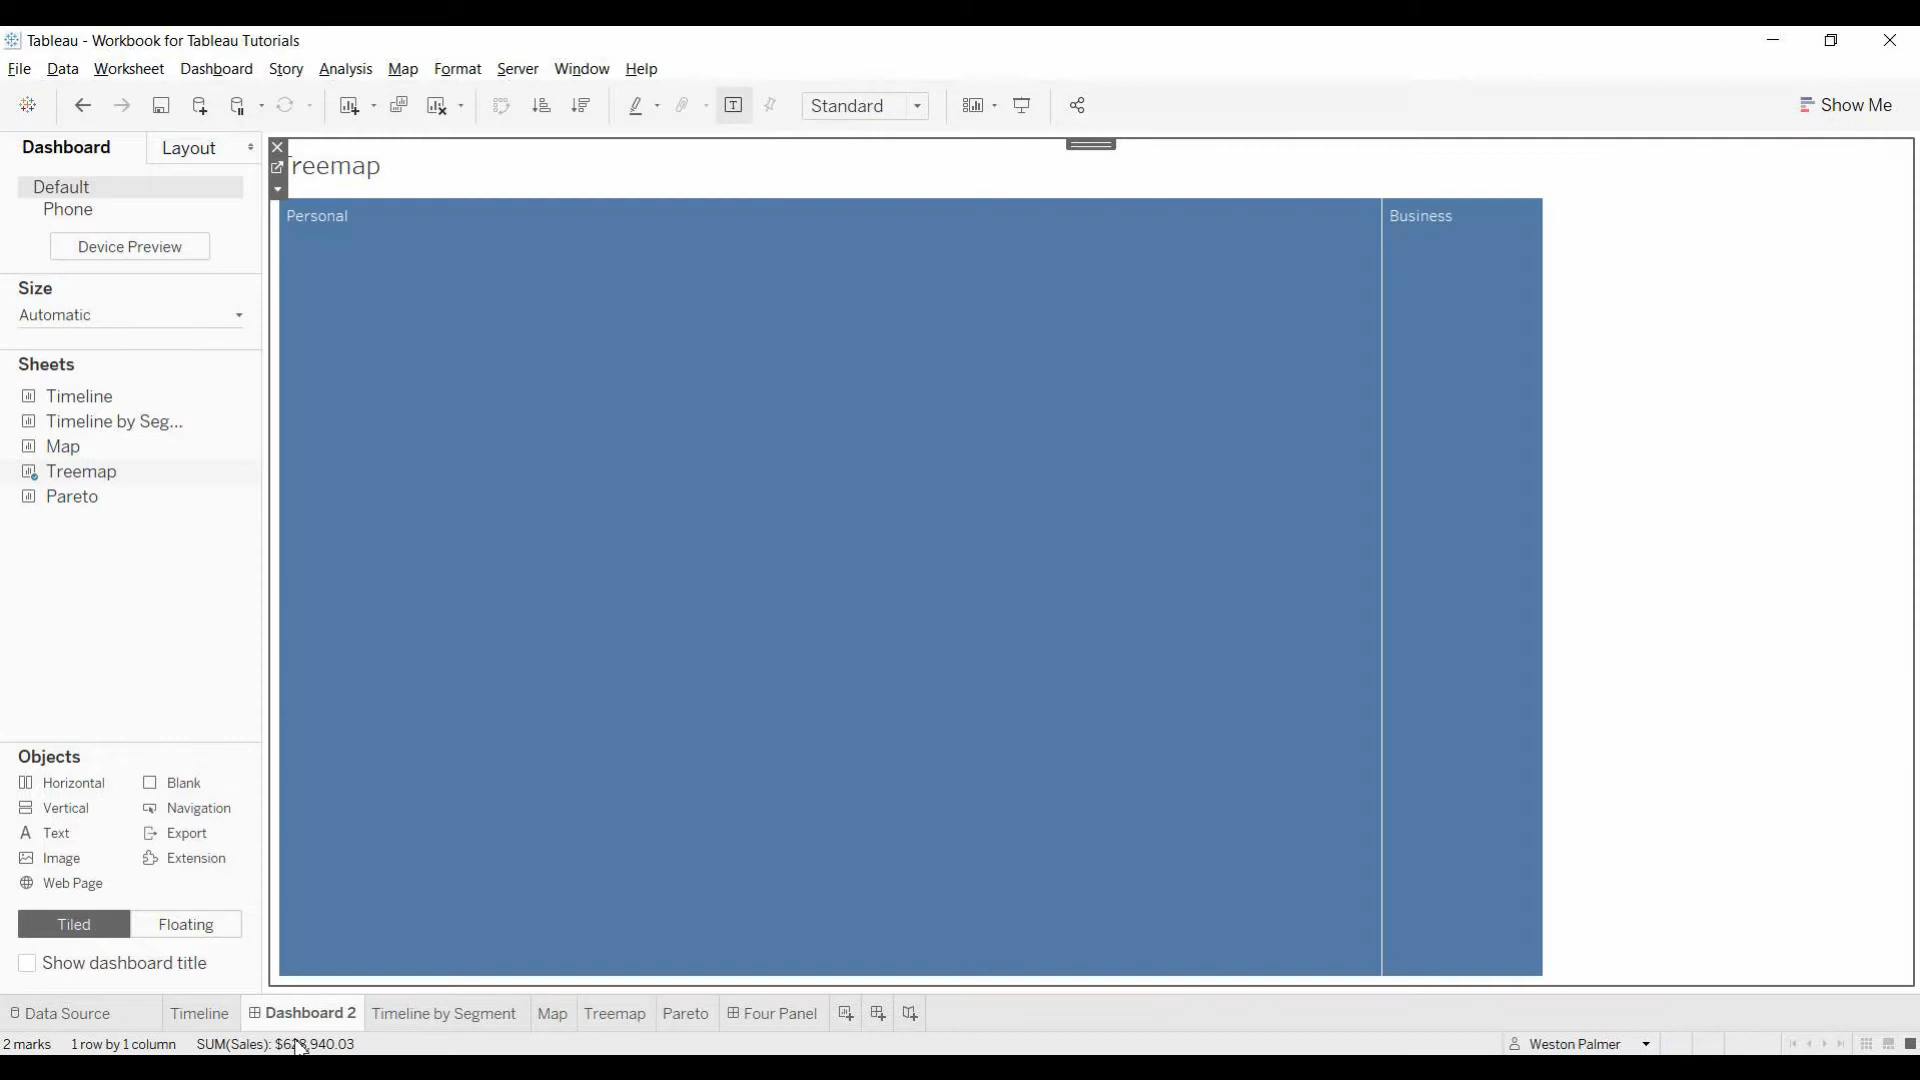 Tableau - Workbook for Tableau Tutorials
File Data Worksheet Dashboard Story Analysis Map Format Server Window Help
Standard
Show Me
Dashboard Layout
Default
Phone
Device Preview
Size
Automatic
Sheets
Timeline
Timeline by Seg...
Map
Treemap
Pareto
Objects
Horizontal Blank
Vertical Navigation
A Text Export
Image Extension
Web Page
Tiled Floating
Show dashboard title
reemap
Personal Business
Data Source Timeline Dashboard 2 Timeline by Segment Map Treemap Pareto Four Panel
2 marks 1 row by 1 column SUM(Sales): Weston Palmer